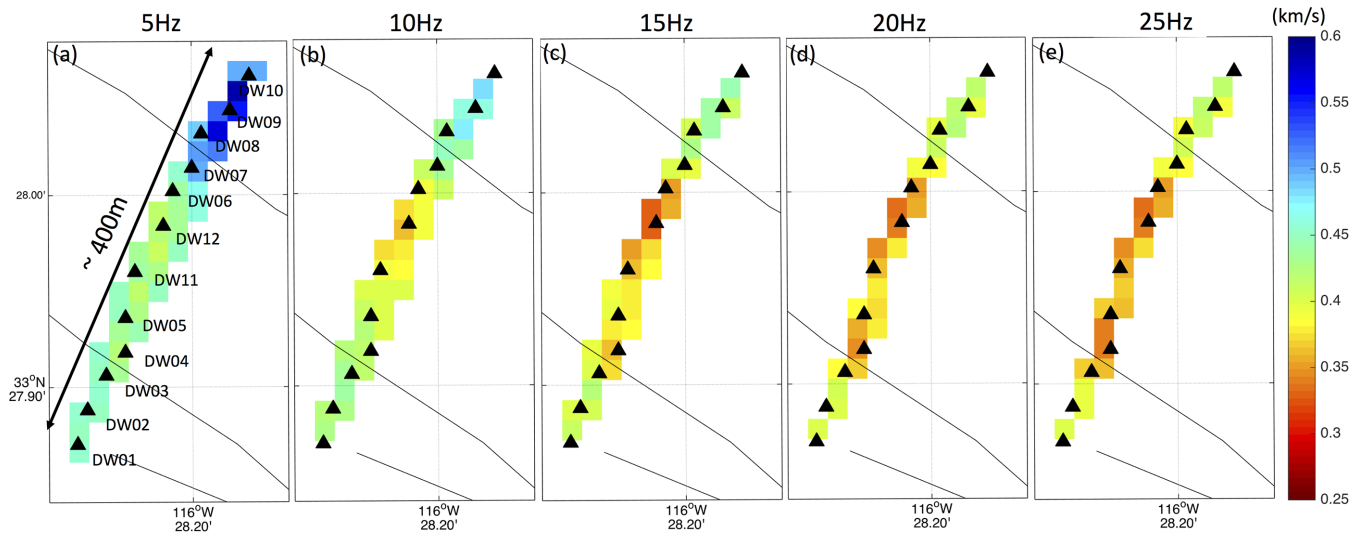 5Hz 10Hz 15Hz 20Hz 25Hz (km/s)
(a) (b) (c) (d) (e)
0.6
DW10
0.55
DW09
DW08
0.5
DW07
28.00'
DW06
~ 400m
0.45
DW12
DW11
0.4
DW05
DW04
0.35
33°N
27.90'
DW03
DW02
0.3
DW01
0.25
116°W 116°W 116°W 116°W 116°W
28.20' 28.20' 28.20' 28.20' 28.20'